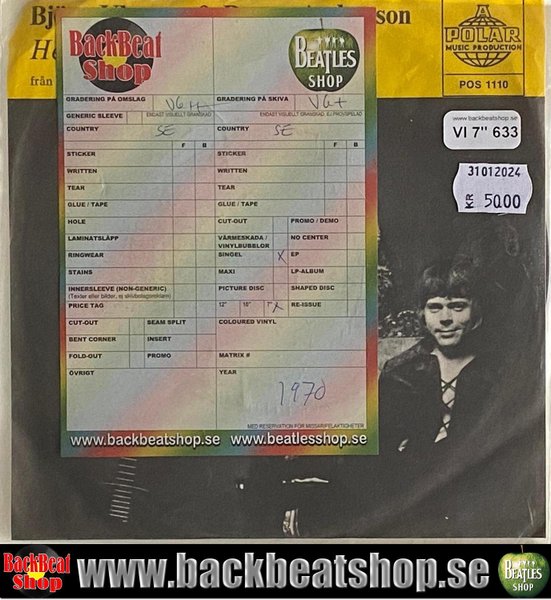 Björn
son
He
från
A
POLAR
MUSIC PRODUCTION
POS 1110
BackBeat
Shop
BEATLES
SHOP
www.backbeatshop.se
VI 7" 633
31012024
KR 50.00
GRADERING PÅ OMSLAG VG++ GRADERING PÅ SKIVA VG+
GENERIC SLEEVE ENDAST VISUELLT GRANSKAD ENDAST VISUELLT GRANSKAD, EJ PROVSPELAD
COUNTRY SE COUNTRY SE
F B F B
STICKER STICKER
WRITTEN WRITTEN
TEAR TEAR
GLUE / TAPE GLUE / TAPE
HOLE CUT-OUT PROMO / DEMO
LAMINATSLÄPP VÄRMESKADA / VINYLBUBBLOR NO CENTER
RINGWEAR SINGEL X EP
STAINS MAXI LP-ALBUM
INNERSLEEVE (NON-GENERIC) PICTURE DISC SHAPED DISC
(Texter eller bilder, ej skivbolagsreklam)
PRICE TAG 12" 10" 7" X RE-ISSUE
CUT-OUT SEAM SPLIT COLOURED VINYL
BENT CORNER INSERT
FOLD-OUT PROMO MATRIX #
ÖVRIGT YEAR
1970
MED RESERVATION FÖR MISSAR/FELAKTIGHETER
www.backbeatshop.se www.beatlesshop.se
BackBeat
Shop
www.backbeatshop.se
BEATLES
SHOP